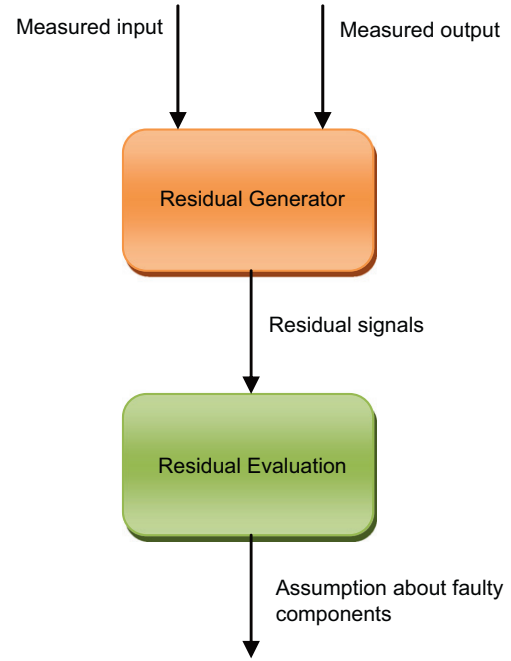 Measured input
Measured output
Residual Generator
Residual signals
Residual Evaluation
Assumption about faulty
components